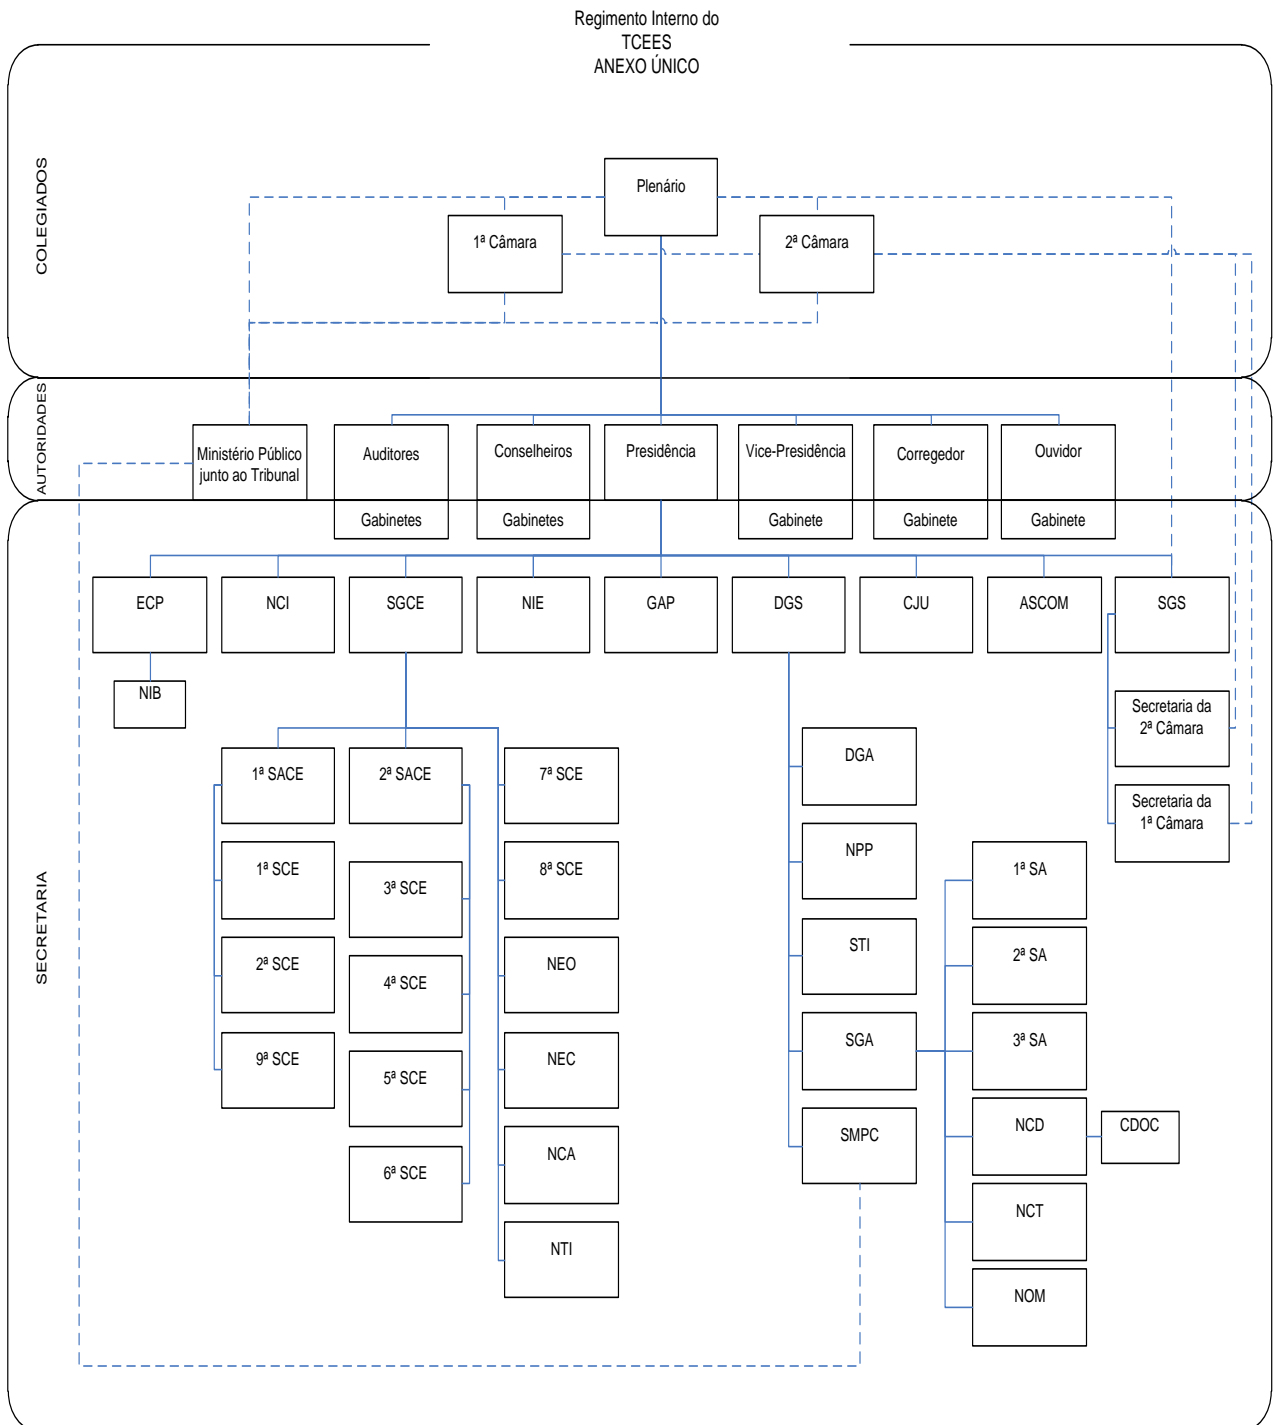 Regimento Interno do
TCEES
ANEXO ÚNICO
COLEGIADOS
Plenário
1ª Câmara
2ª Câmara
AUTORIDADES
Ministério Público
junto ao Tribunal
Auditores
Conselheiros
Presidência
Vice-Presidência
Corregedor
Ouvidor
Gabinetes
Gabinetes
Gabinete
Gabinete
Gabinete
SECRETARIA
ECP
NCI
SGCE
NIE
GAP
DGS
CJU
ASCOM
SGS
NIB
Secretaria da
2ª Câmara
Secretaria da
1ª Câmara
1ª SACE
2ª SACE
7ª SCE
DGA
1ª SCE
3ª SCE
8ª SCE
NPP
1ª SA
2ª SCE
4ª SCE
NEO
STI
2ª SA
9ª SCE
5ª SCE
NEC
SGA
3ª SA
6ª SCE
NCA
SMPC
NCD
CDOC
NTI
NCT
NOM